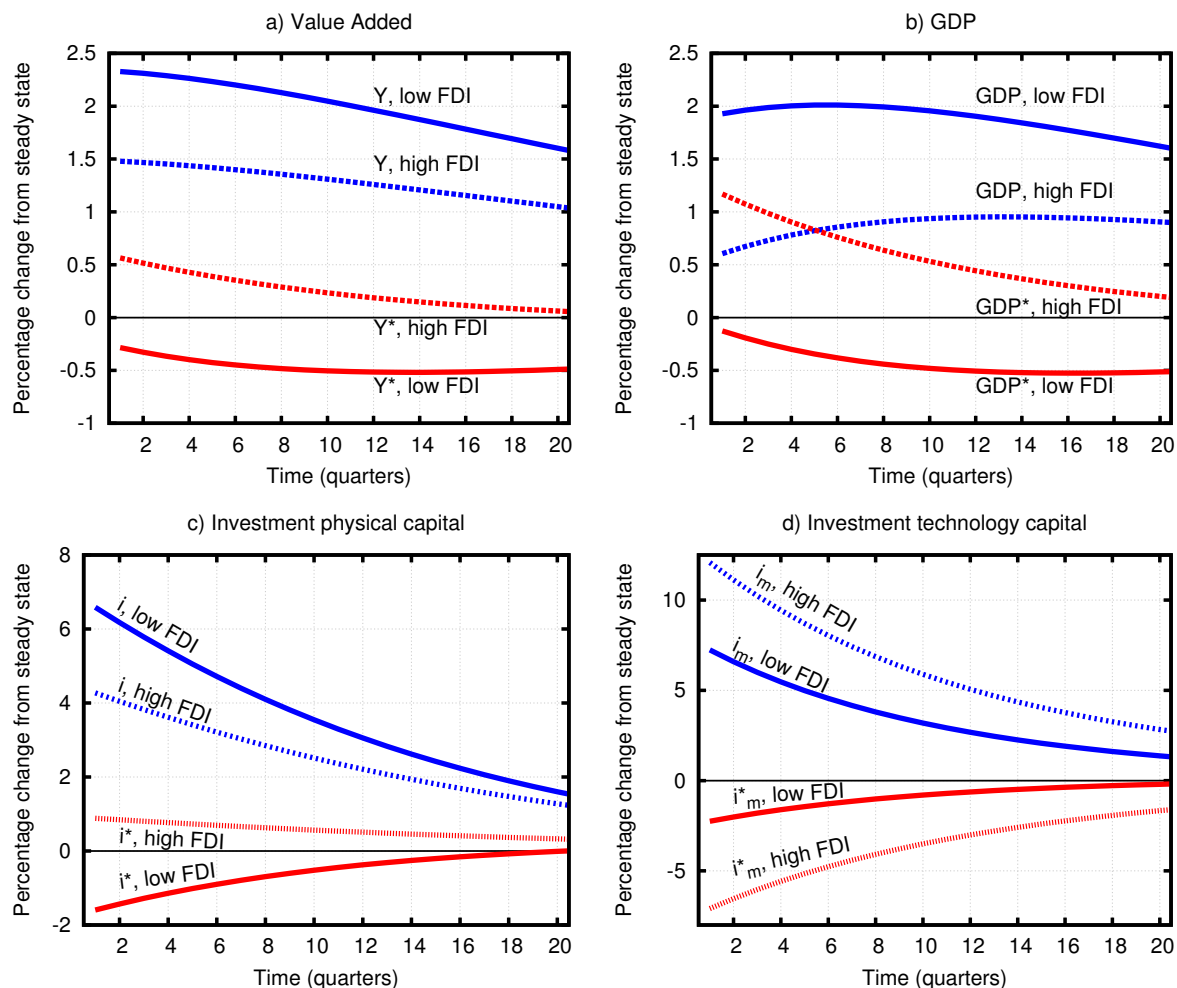 a) Value Added
Percentage change from steady state
2.5
2
1.5
1
0.5
0
-0.5
-1
Y, low FDI
Y, high FDI
Y*, high FDI
Y*, low FDI
2 4 6 8 10 12 14 16 18 20
Time (quarters)
b) GDP
Percentage change from steady state
2.5
2
1.5
1
0.5
0
-0.5
-1
GDP, low FDI
GDP, high FDI
GDP*, high FDI
GDP*, low FDI
2 4 6 8 10 12 14 16 18 20
Time (quarters)
c) Investment physical capital
Percentage change from steady state
8
6
4
2
0
-2
i, low FDI
i, high FDI
i*, high FDI
i*, low FDI
2 4 6 8 10 12 14 16 18 20
Time (quarters)
d) Investment technology capital
Percentage change from steady state
10
5
0
-5
i_m, high FDI
i_m, low FDI
i*_m, low FDI
i*_m, high FDI
2 4 6 8 10 12 14 16 18 20
Time (quarters)